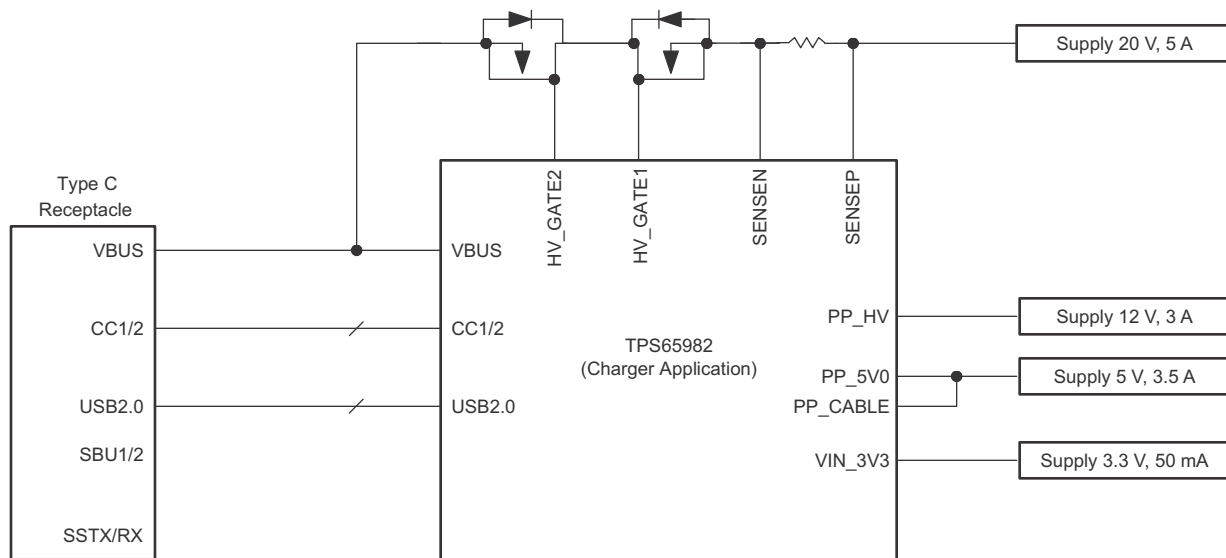 Supply 20 V, 5 A
HV_GATE2
HV_GATE1
SENSEN
SENSEP
Type C
Receptacle
VBUS
VBUS
CC1/2
CC1/2
TPS65982
(Charger Application)
PP_HV
Supply 12 V, 3 A
PP_5V0
Supply 5 V, 3.5 A
USB2.0
USB2.0
PP_CABLE
SBU1/2
VIN_3V3
Supply 3.3 V, 50 mA
SSTX/RX